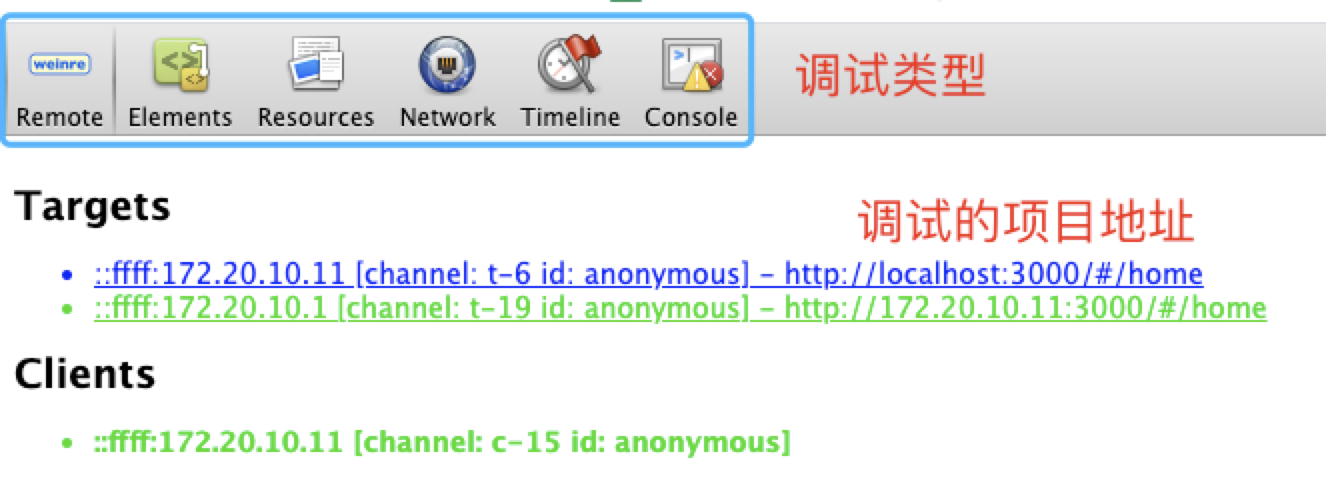 weinre
Remote Elements Resources Network Timeline Console
调试类型
Targets
调试的项目地址
::ffff:172.20.10.11 [channel: t-6 id: anonymous] – http://localhost:3000/#/home
::ffff:172.20.10.1 [channel: t-19 id: anonymous] – http://172.20.10.11:3000/#/home
Clients
::ffff:172.20.10.11 [channel: c-15 id: anonymous]